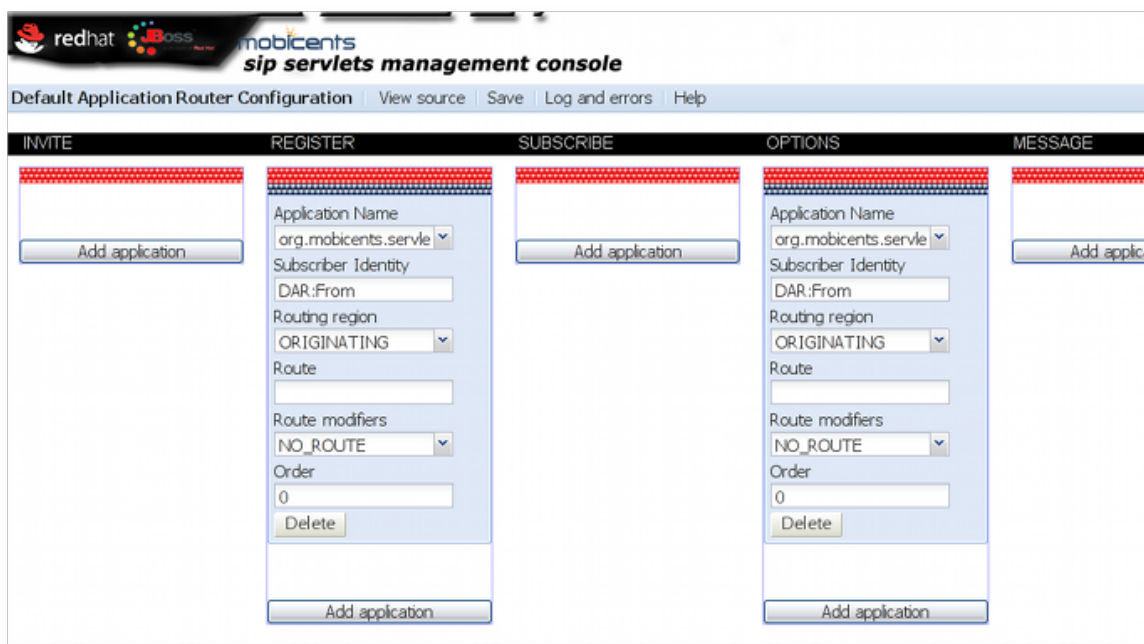 redhat JBoss mobicents
sip servlets management console
Default Application Router Configuration View source Save Log and errors Help
INVITE REGISTER SUBSCRIBE OPTIONS MESSAGE
Add application
Application Name
org.mobicents.servle
Subscriber Identity
DAR:From
Routing region
ORIGINATING
Route
Route modifiers
NO_ROUTE
Order
0
Delete
Add application
Add application
Application Name
org.mobicents.servle
Subscriber Identity
DAR:From
Routing region
ORIGINATING
Route
Route modifiers
NO_ROUTE
Order
0
Delete
Add application
Add applic